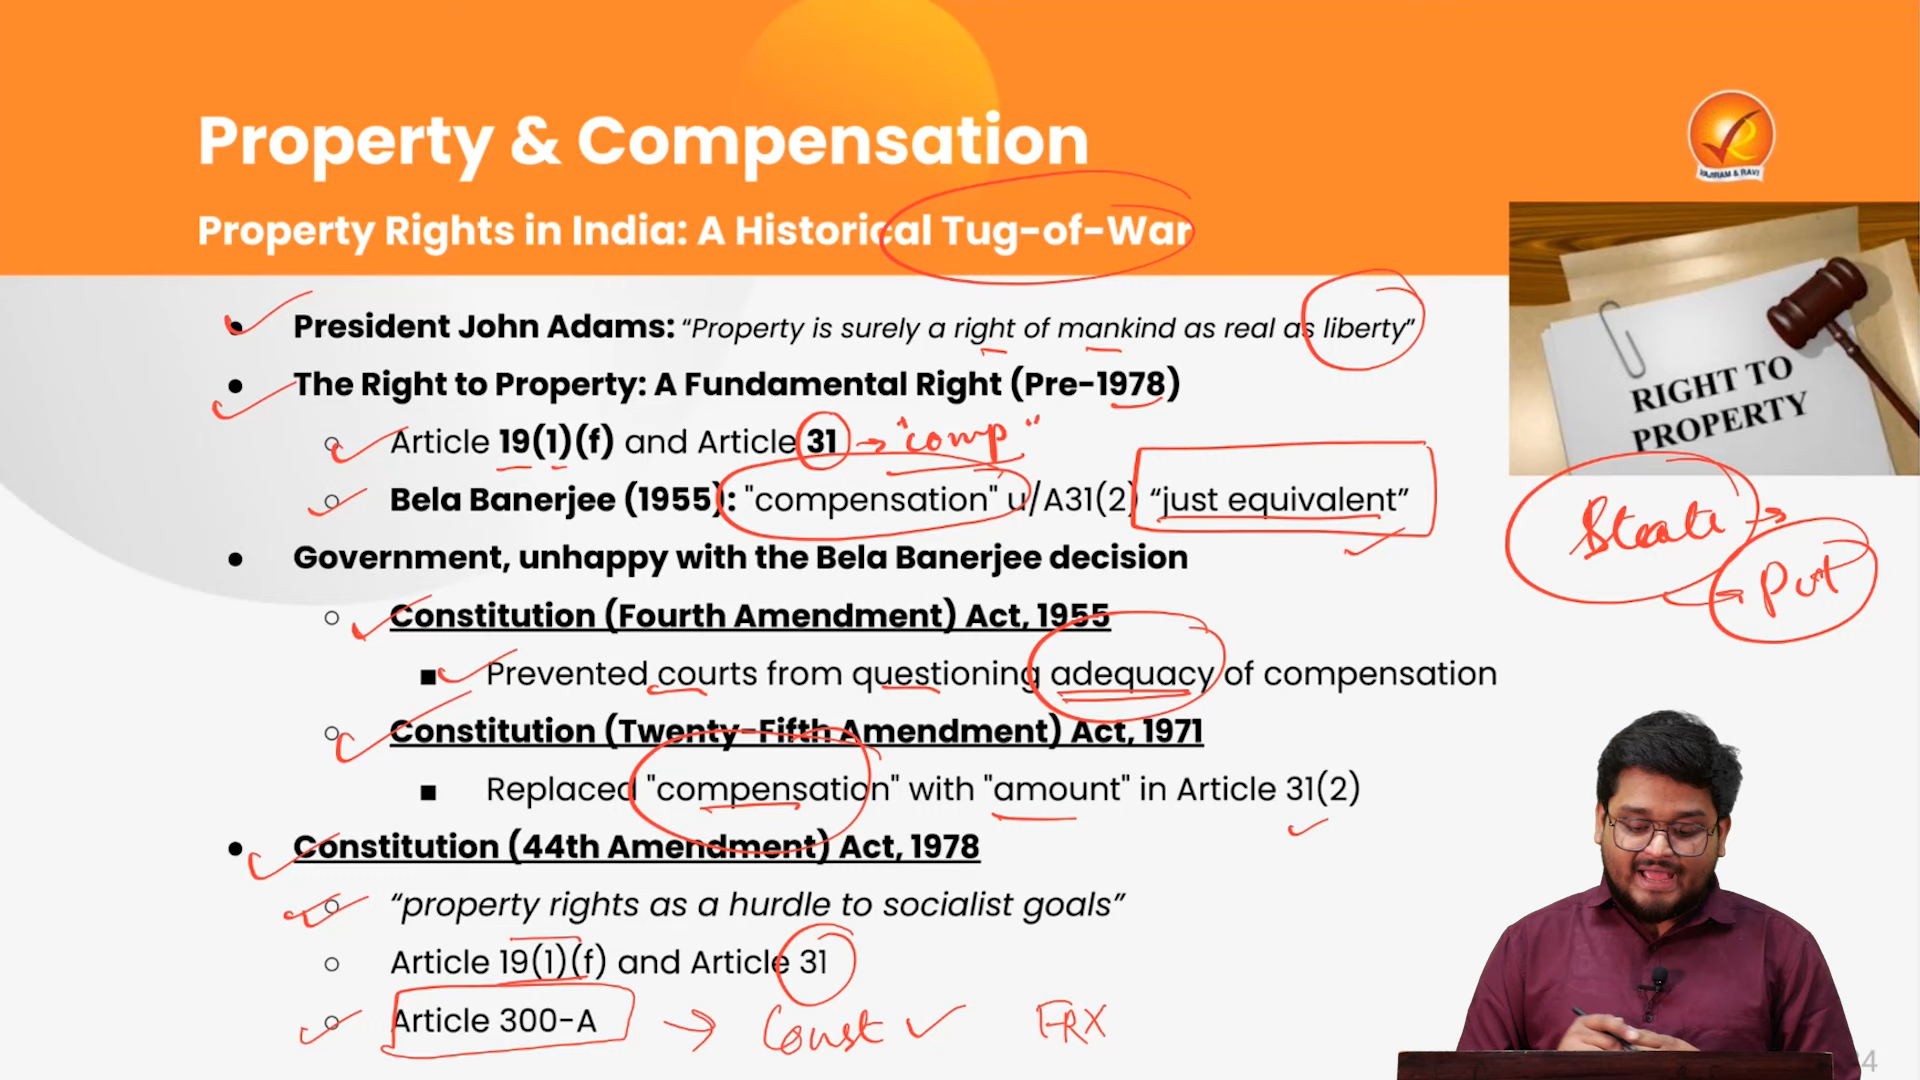 Property & Compensation
VAJIRAM & RAVI
Property Rights in India: A Historical Tug-of-War
● President John Adams: “Property is surely a right of mankind as real as liberty”
● The Right to Property: A Fundamental Right (Pre-1978)
RIGHT TO
PROPERTY
○ Article 19(1)(f) and Article 31 → "comp"
○ Bela Banerjee (1955): "compensation" u/A31(2) “just equivalent”
State →
→ Pvt
● Government, unhappy with the Bela Banerjee decision
○ Constitution (Fourth Amendment) Act, 1955
■ Prevented courts from questioning adequacy of compensation
○ Constitution (Twenty-Fifth Amendment) Act, 1971
■ Replaced "compensation" with "amount" in Article 31(2)
● Constitution (44th Amendment) Act, 1978
○ “property rights as a hurdle to socialist goals”
○ Article 19(1)(f) and Article 31
○ Article 300-A → Const ✓ FRX